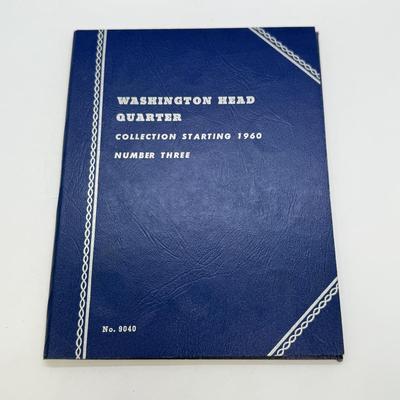 WASHINGTON HEAD
QUARTER
COLLECTION STARTING 1960
NUMBER THREE
No. 9040